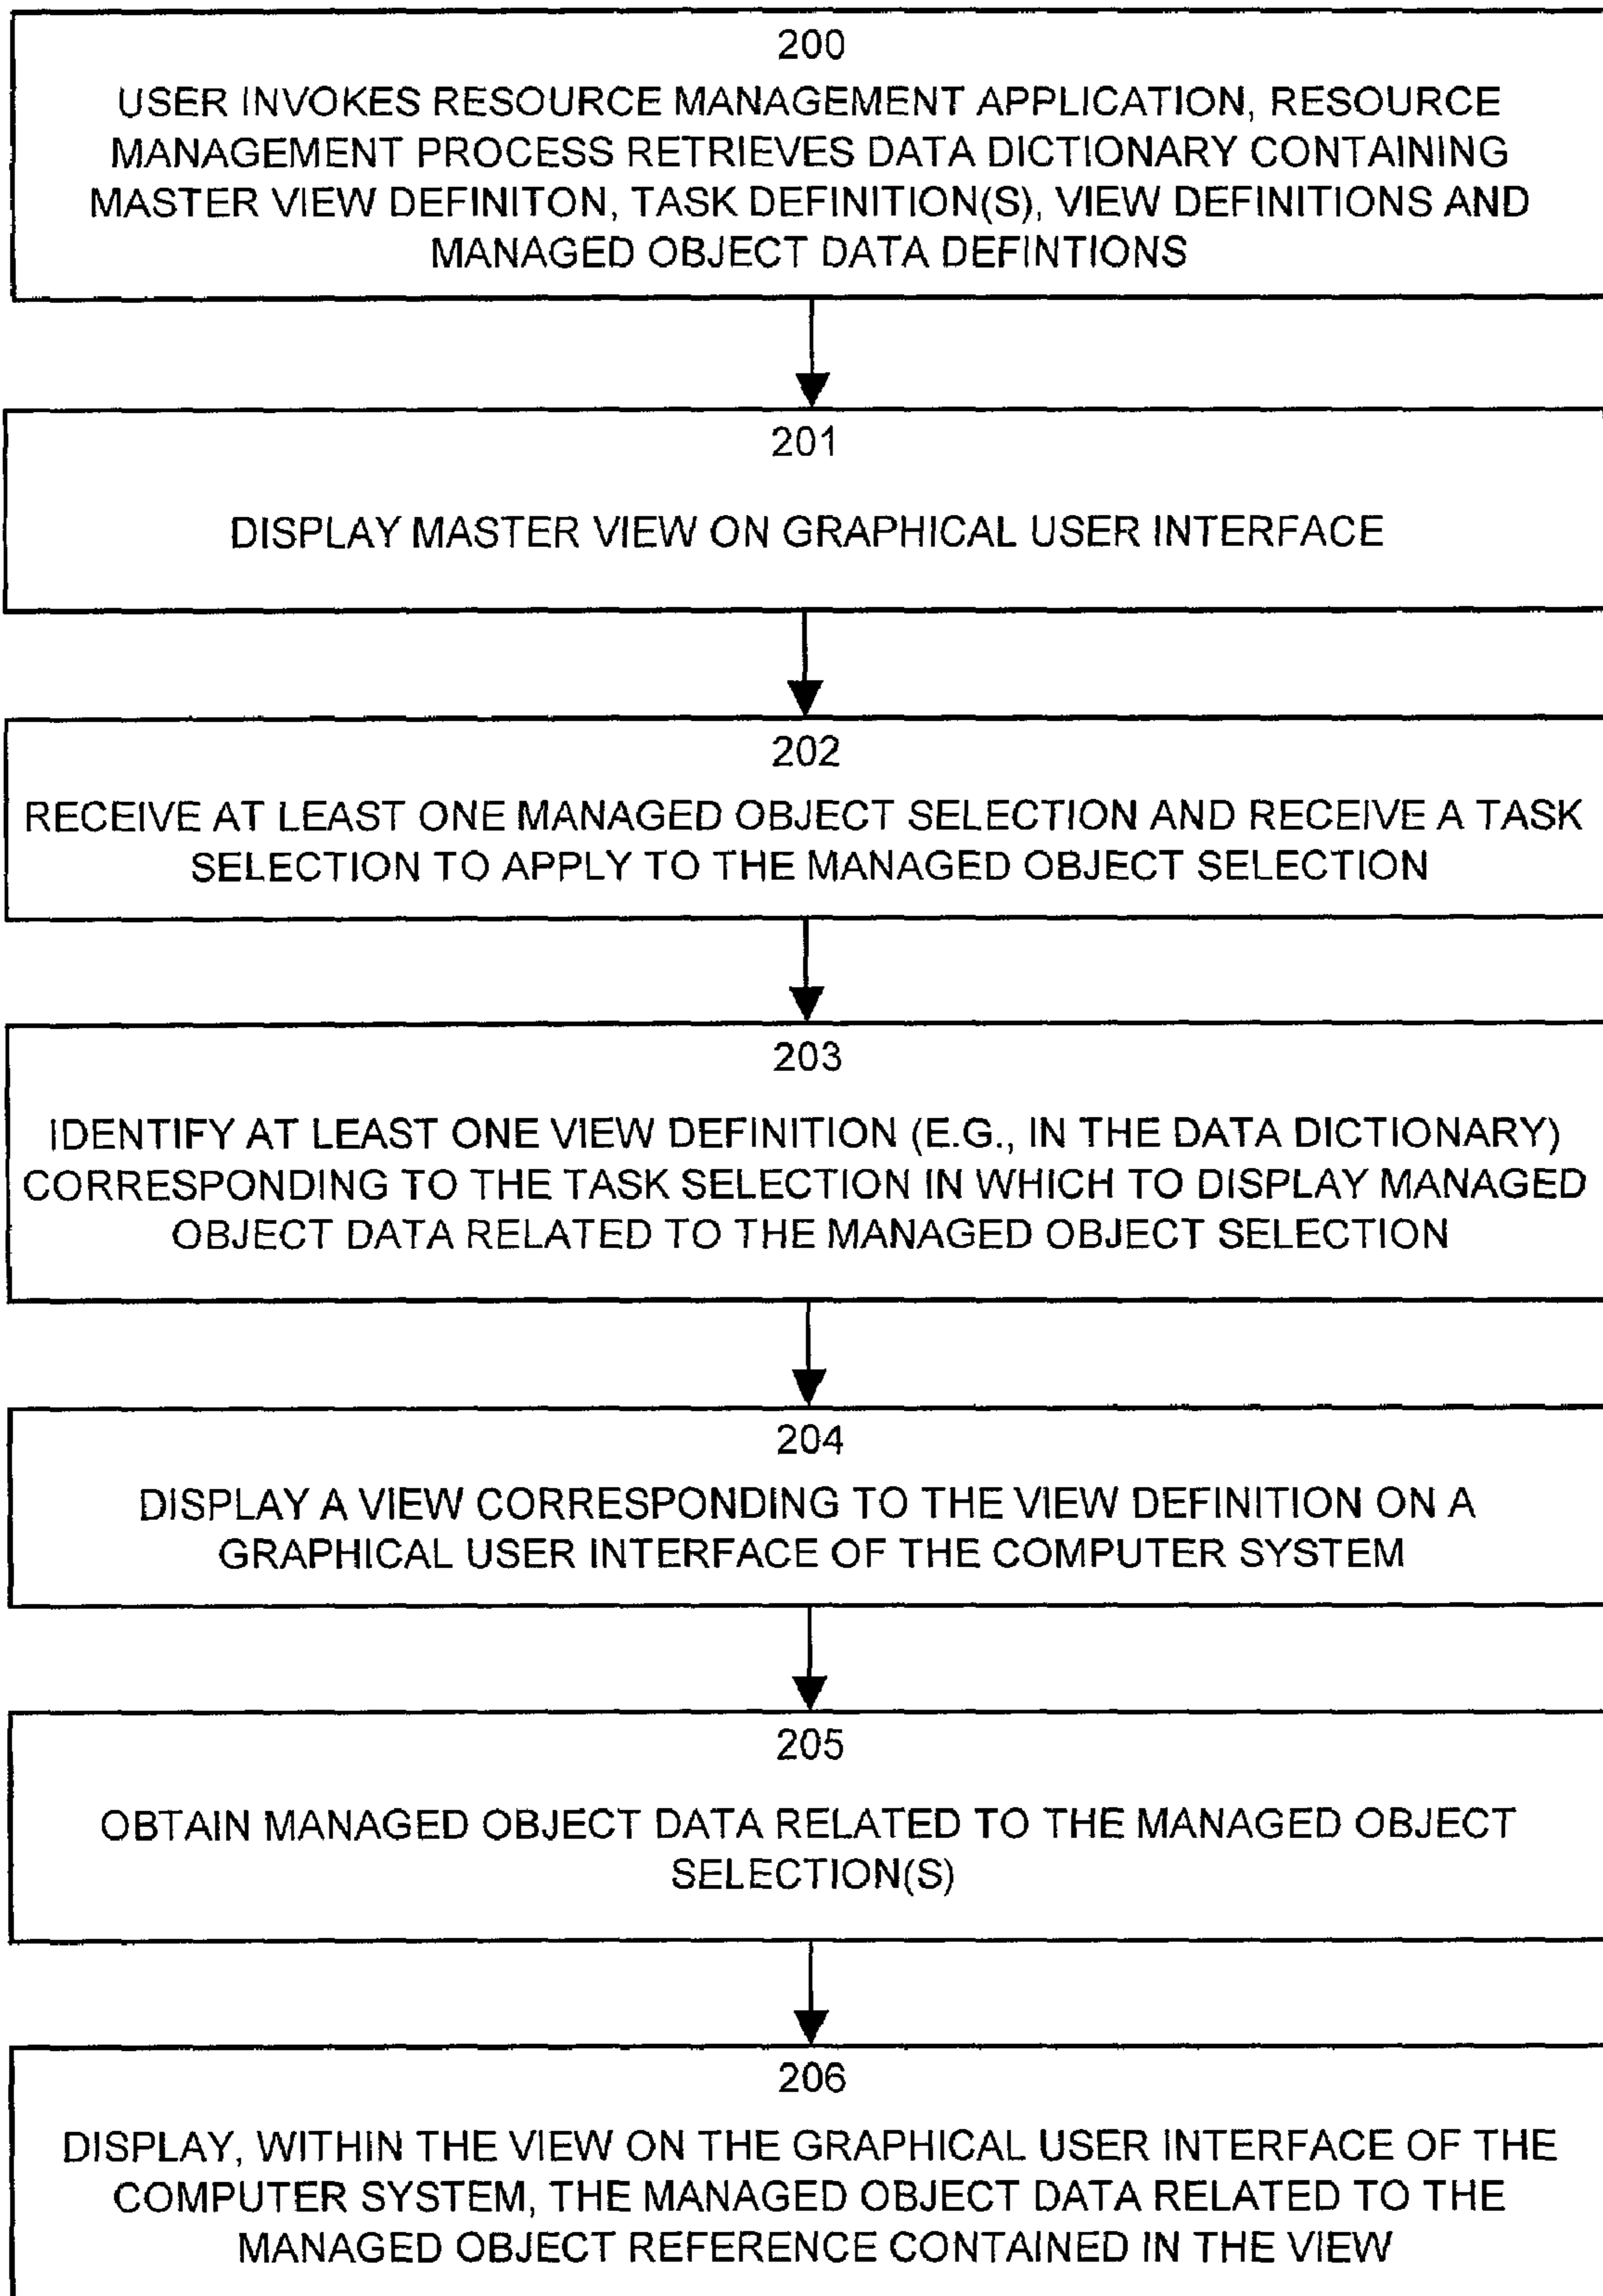 200
USER INVOKES RESOURCE MANAGEMENT APPLICATION, RESOURCE
MANAGEMENT PROCESS RETRIEVES DATA DICTIONARY CONTAINING
MASTER VIEW DEFINITON, TASK DEFINITION(S), VIEW DEFINITIONS AND
MANAGED OBJECT DATA DEFINTIONS
201
DISPLAY MASTER VIEW ON GRAPHICAL USER INTERFACE
202
RECEIVE AT LEAST ONE MANAGED OBJECT SELECTION AND RECEIVE A TASK
SELECTION TO APPLY TO THE MANAGED OBJECT SELECTION
203
IDENTIFY AT LEAST ONE VIEW DEFINITION (E.G., IN THE DATA DICTIONARY)
CORRESPONDING TO THE TASK SELECTION IN WHICH TO DISPLAY MANAGED
OBJECT DATA RELATED TO THE MANAGED OBJECT SELECTION
204
DISPLAY A VIEW CORRESPONDING TO THE VIEW DEFINITION ON A
GRAPHICAL USER INTERFACE OF THE COMPUTER SYSTEM
205
OBTAIN MANAGED OBJECT DATA RELATED TO THE MANAGED OBJECT
SELECTION(S)
206
DISPLAY, WITHIN THE VIEW ON THE GRAPHICAL USER INTERFACE OF THE
COMPUTER SYSTEM, THE MANAGED OBJECT DATA RELATED TO THE
MANAGED OBJECT REFERENCE CONTAINED IN THE VIEW